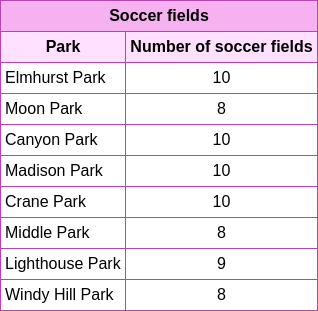 Soccer fields
Park Number of soccer fields
Elmhurst Park 10
Moon Park 8
Canyon Park 10
Madison Park 10
Crane Park 10
Middle Park 8
Lighthouse Park 9
Windy Hill Park 8